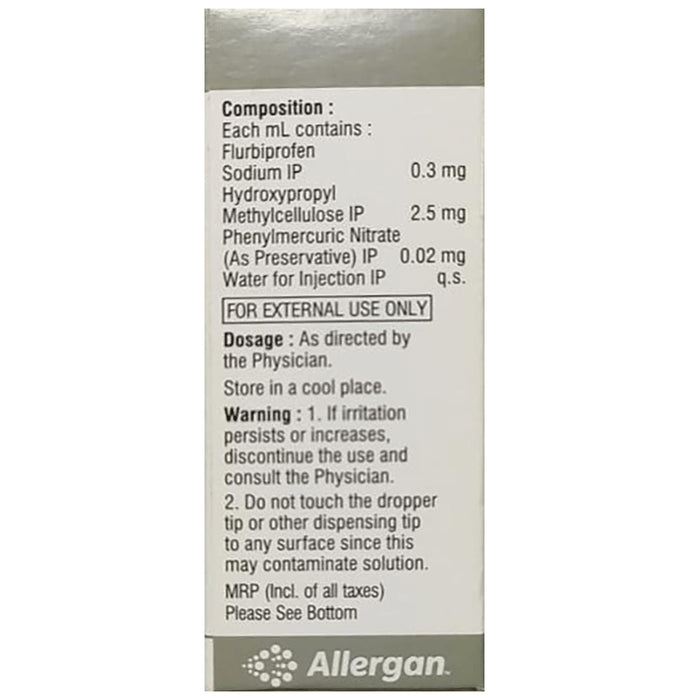 Composition :
Each mL contains :
Flurbiprofen
Sodium IP 0.3 mg
Hydroxypropyl
Methylcellulose IP 2.5 mg
Phenylmercuric Nitrate
(As Preservative) IP 0.02 mg
Water for Injection IP q.s.
FOR EXTERNAL USE ONLY
Dosage : As directed by
the Physician.
Store in a cool place.
Warning : 1. If irritation
persists or increases,
discontinue the use and
consult the Physician.
2. Do not touch the dropper
tip or other dispensing tip
to any surface since this
may contaminate solution.
MRP (Incl. of all taxes)
Please See Bottom
Allergan™